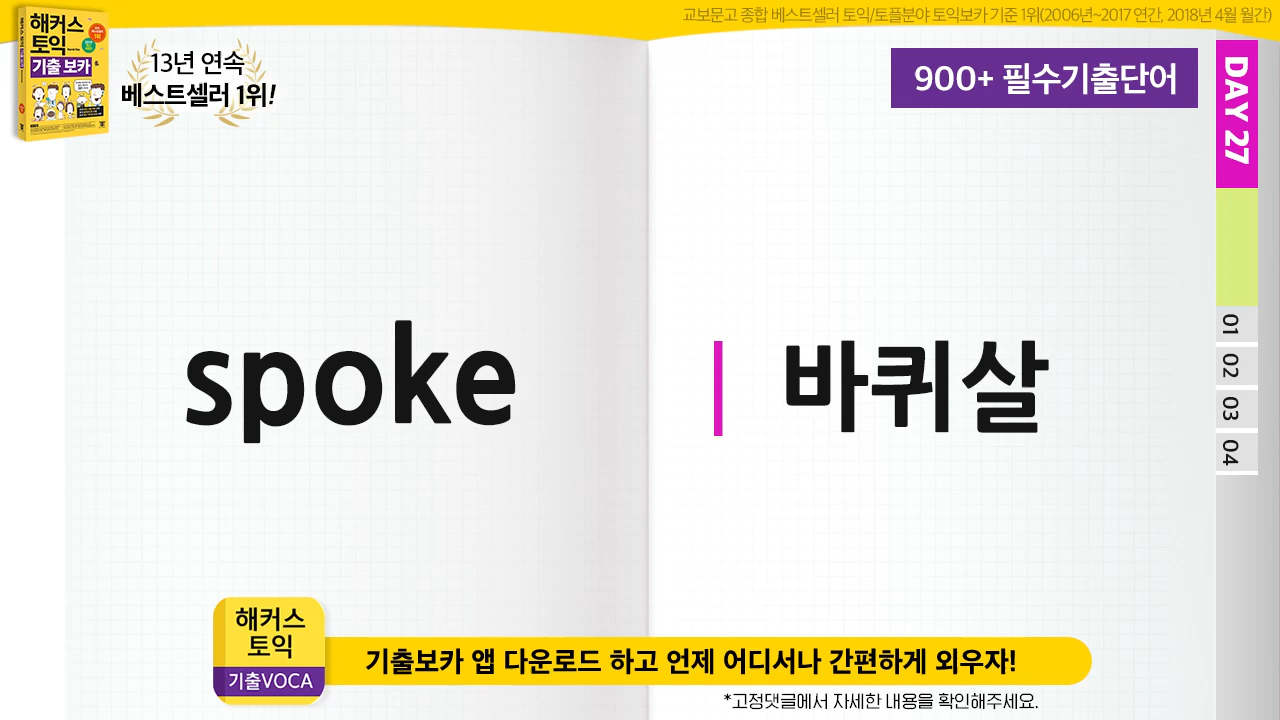 교보문고 종합 베스트셀러 토익/토플분야 토익보카 기준 1위(2006년~2017 연간, 2018년 4월 월간)
해커스
토익
기출 보카
13년 연속
베스트셀러 1위!
900+ 필수기출단어
DAY 27
01
02
03
04
spoke
바퀴살
해커스
토익
기출VOCA
기출보카 앱 다운로드 하고 언제 어디서나 간편하게 외우자!
*고정댓글에서 자세한 내용을 확인해주세요.